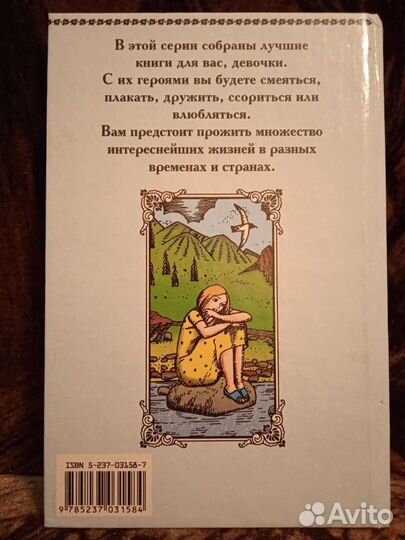 В этой серии собраны лучшие
книги для вас, девочки.
С их героями вы будете смеяться,
плакать, дружить, ссориться или
влюбляться.
Вам предстоит прожить множество
интереснейших жизней в разных
временах и странах.
ISBN 5-237-03158-7
9 785237 031584
Avito